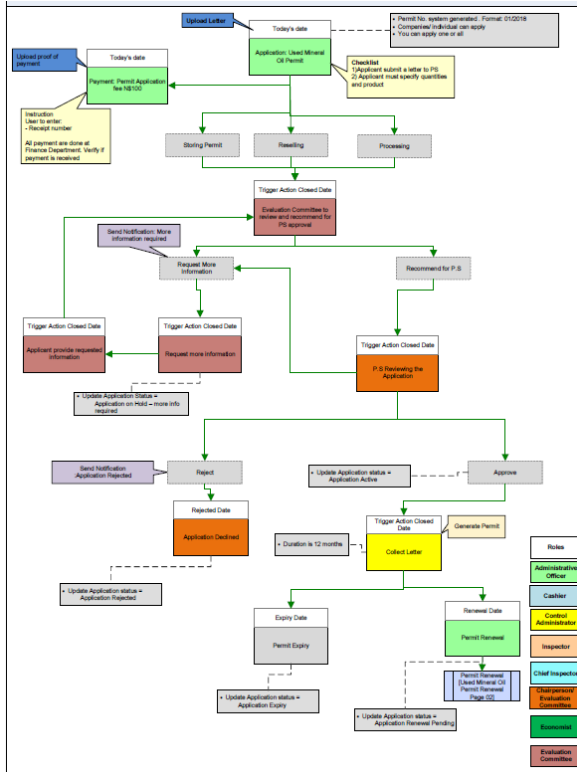 Upload Letter
Today's date
Application: Used Mineral
Oil Permit
• Permit No. system generated . Format: 01/2018
• Companies/ Individual can apply
• You can apply one or all
Upload proof of
payment
Today's date
Payment: Permit Application
fee N$100
Checklist
1)Applicant submit a letter to PS
2) Applicant must specify quantities
and product
Instruction
User to enter:
- Receipt number
All payment are done at
Finance Department. Verify if
payment is received
Storing Permit
Reselling
Processing
Trigger Action Closed Date
Evaluation Committee to
review and recommend for
PS approval
Send Notification: More
information required
Request More
Information
Recommend for P.S
Trigger Action Closed Date
Applicant provide requested
information
Trigger Action Closed Date
Request more information
Trigger Action Closed Date
P.S Reviewing the
Application
• Update Application Status =
Application on Hold – more info
required
Send Notification
:Application Rejected
Reject
• Update Application status =
Application Active
Approve
Rejected Date
Application Declined
Trigger Action Closed
Date
Collect Letter
Generate Permit
• Duration is 12 months
• Update Application status =
Application Rejected
Expiry Date
Permit Expiry
Renewal Date
Permit Renewal
Permit Renewal
[Used Mineral Oil
Permit Renewal
Page 02]
• Update Application status =
Application Expiry
• Update Application status =
Application Renewal Pending
Roles
Administrative
Officer
Cashier
Control
Administrator
Inspector
Chief Inspector
Chairperson/
Evaluation
Committee
Economist
Evaluation
Committee